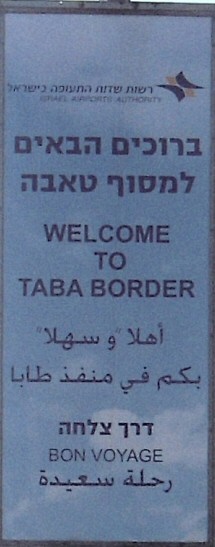 רשות שדות התעופה בישראל
ISRAEL AIRPORTS AUTHORITY
ברוכים הבאים
למסוף טאבה
WELCOME
TO
TABA BORDER
أهلا "و سهلا"
بكم في منفذ طابا
דרך צלחה
BON VOYAGE
رحلة سعيدة